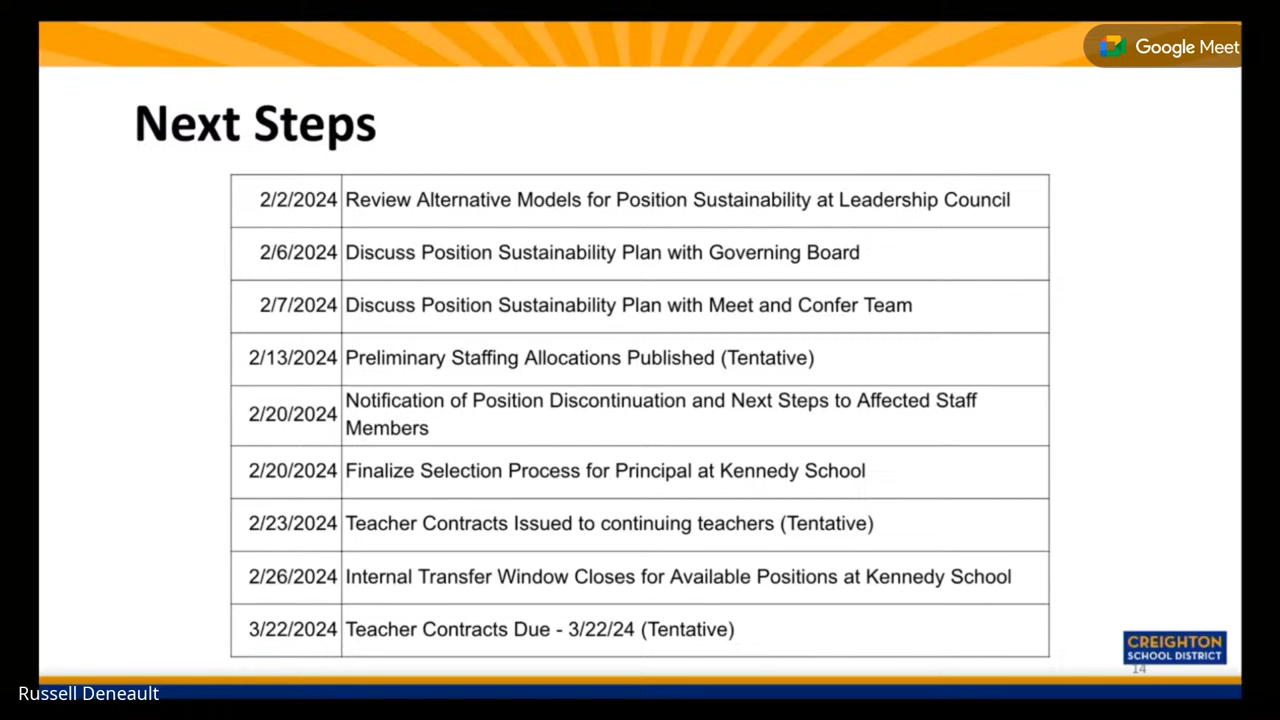 Google Meet
Next Steps
2/2/2024 Review Alternative Models for Position Sustainability at Leadership Council
2/6/2024 Discuss Position Sustainability Plan with Governing Board
2/7/2024 Discuss Position Sustainability Plan with Meet and Confer Team
2/13/2024 Preliminary Staffing Allocations Published (Tentative)
2/20/2024 Notification of Position Discontinuation and Next Steps to Affected Staff
Members
2/20/2024 Finalize Selection Process for Principal at Kennedy School
2/23/2024 Teacher Contracts Issued to continuing teachers (Tentative)
2/26/2024 Internal Transfer Window Closes for Available Positions at Kennedy School
3/22/2024 Teacher Contracts Due - 3/22/24 (Tentative)
CREIGHTON
SCHOOL DISTRICT
14
Russell Deneault